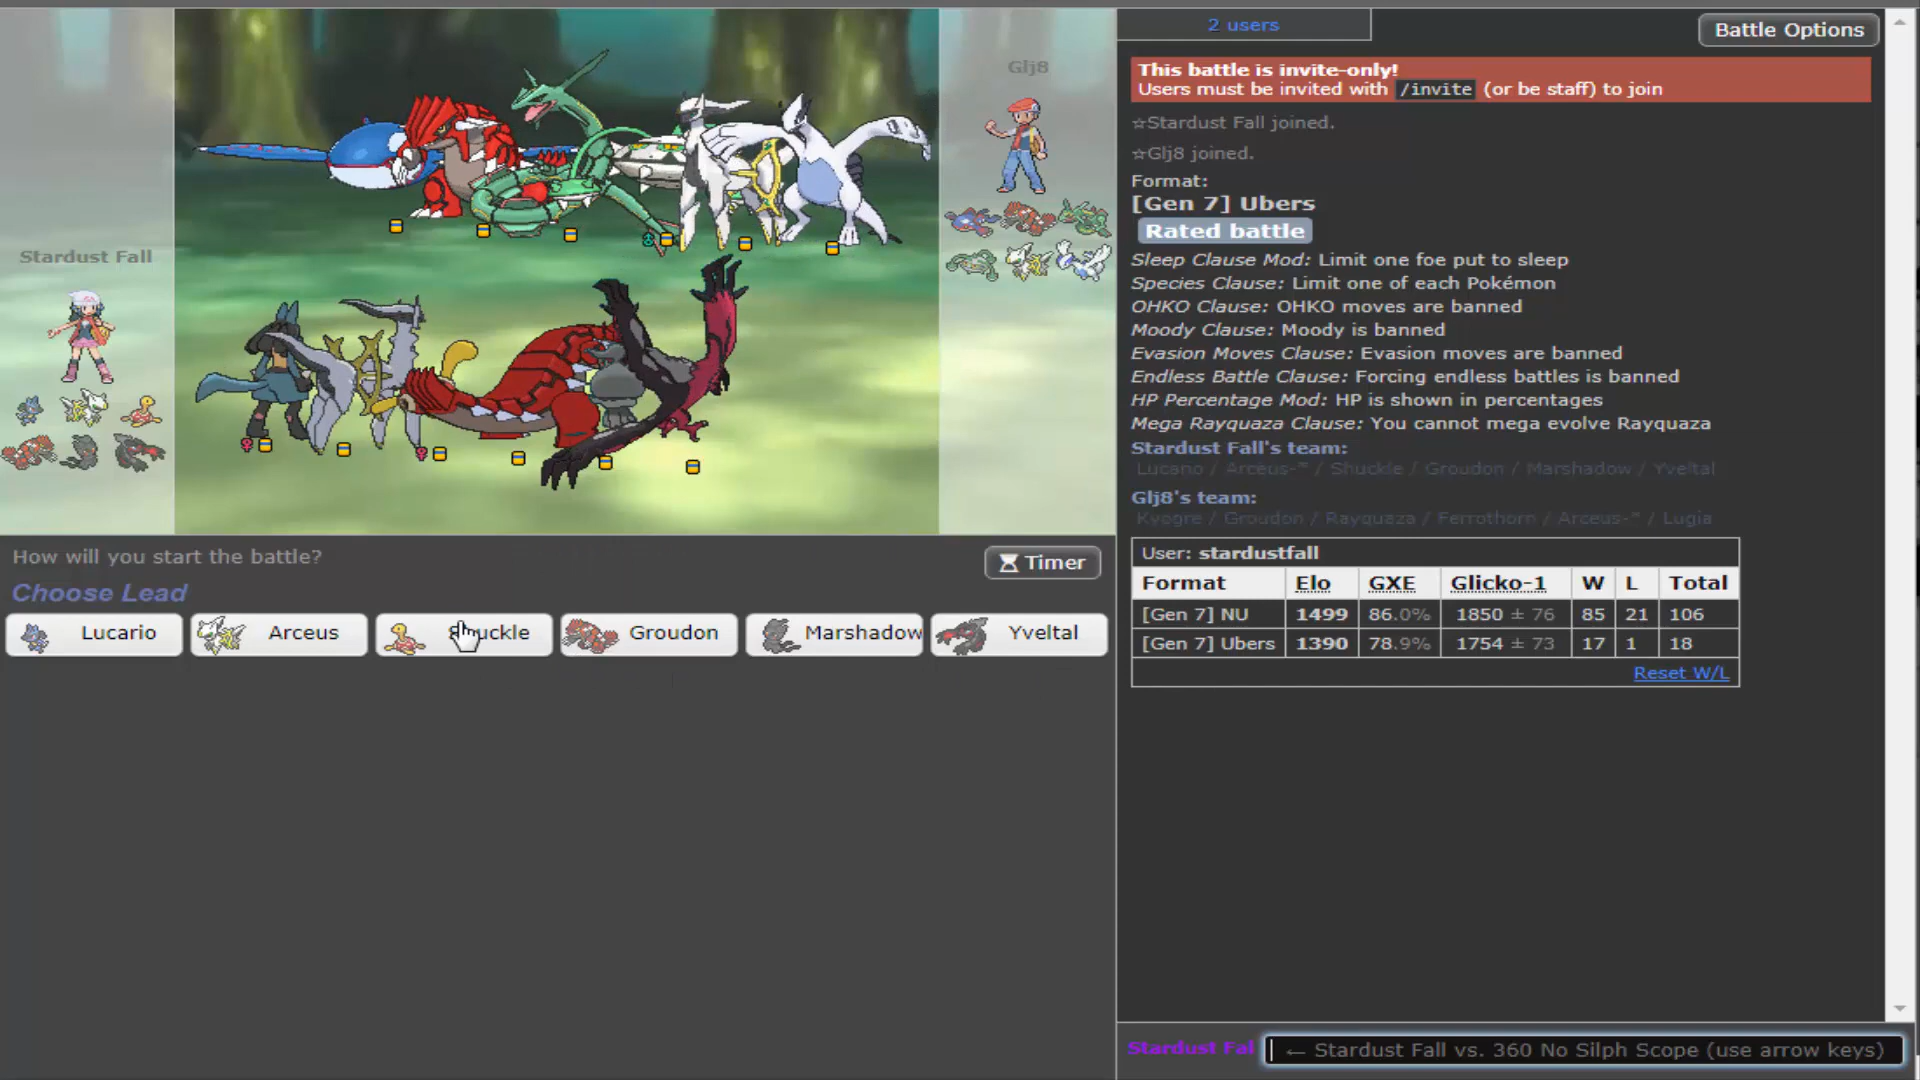 2 users
Battle Options
Glj8
This battle is invite-only!
Users must be invited with /invite (or be staff) to join
☆Stardust Fall joined.
☆Glj8 joined.
Format:
[Gen 7] Ubers
Rated battle
Sleep Clause Mod: Limit one foe put to sleep
Species Clause: Limit one of each Pokémon
OHKO Clause: OHKO moves are banned
Moody Clause: Moody is banned
Evasion Moves Clause: Evasion moves are banned
Endless Battle Clause: Forcing endless battles is banned
HP Percentage Mod: HP is shown in percentages
Mega Rayquaza Clause: You cannot mega evolve Rayquaza
Stardust Fall's team:
Lucario / Arceus-* / Shuckle / Groudon / Marshadow / Yveltal
Glj8's team:
Kyogre / Groudon / Rayquaza / Ferrothorn / Arceus-* / Lugia
User: stardustfall
Format Elo GXE Glicko-1 W L Total
[Gen 7] NU 1499 86.0% 1850 ± 76 85 21 106
[Gen 7] Ubers 1390 78.9% 1754 ± 73 17 1 18
Reset W/L
Stardust Fall
How will you start the battle?
Timer
Choose Lead
Lucario Arceus Shuckle Groudon Marshadow Yveltal
Stardust Fal ← Stardust Fall vs. 360 No Silph Scope (use arrow keys)